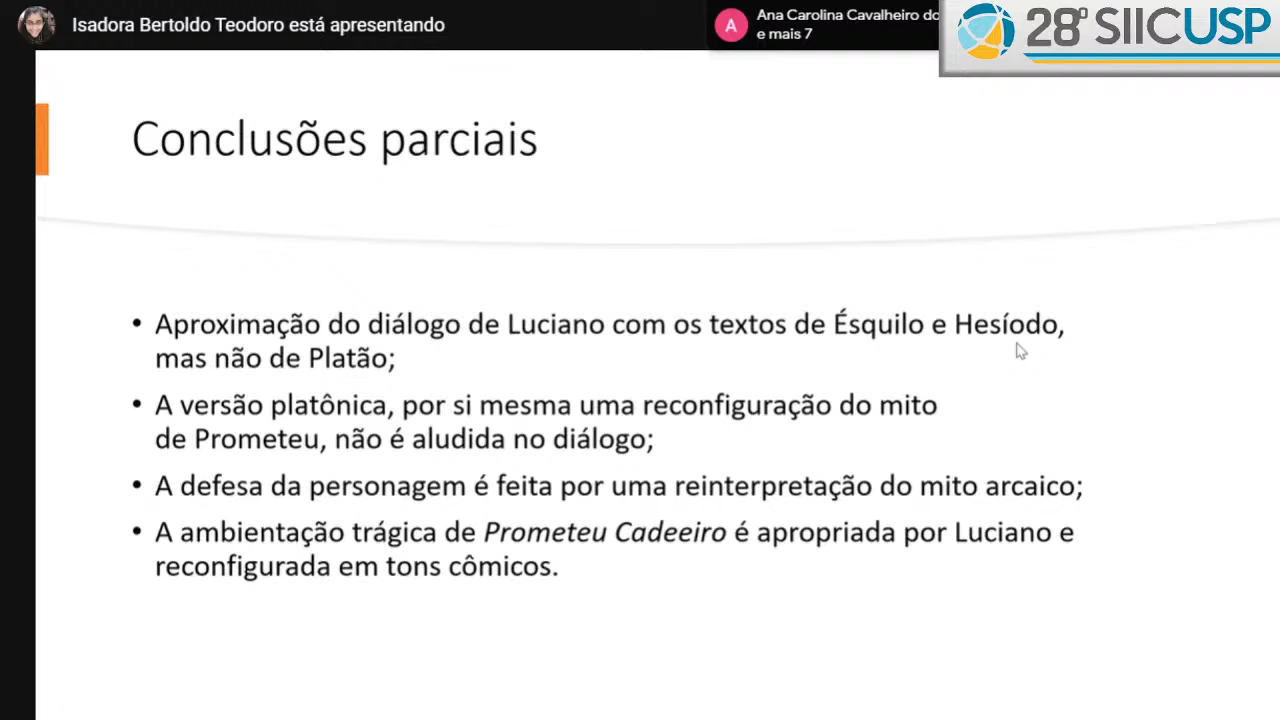 Isadora Bertoldo Teodoro está apresentando
A
Ana Carolina Cavalheiro do
e mais 7
28º SIICUSP
Conclusões parciais
• Aproximação do diálogo de Luciano com os textos de Ésquilo e Hesíodo,
mas não de Platão;
• A versão platônica, por si mesma uma reconfiguração do mito
de Prometeu, não é aludida no diálogo;
• A defesa da personagem é feita por uma reinterpretação do mito arcaico;
• A ambientação trágica de Prometeu Cadeeiro é apropriada por Luciano e
reconfigurada em tons cômicos.